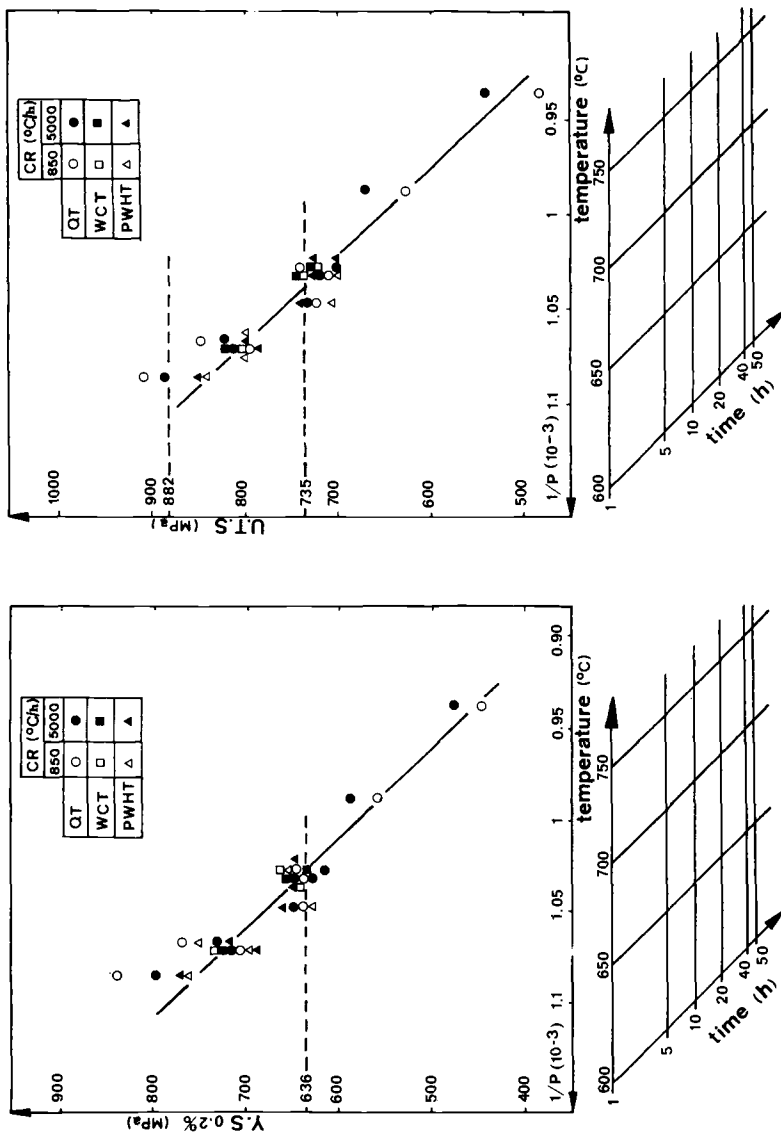 CR (°C/h)
850 5000
QT
WCT
PWHT
1000
900
882
800
735
700
600
500
U.T.S (MPa)
1/P (10⁻³)
1.1
1.05
1
0.95
temperature (°C)
600
650
700
750
1
5
10
20
40
50
time (h)
CR (°C/h)
850 5000
QT
WCT
PWHT
900
800
700
636
600
500
400
Y.S 0.2% (MPa)
1/P (10⁻³)
1.1
1.05
1
0.95
0.90
temperature (°C)
600
650
700
750
1
5
10
20
40
50
time (h)